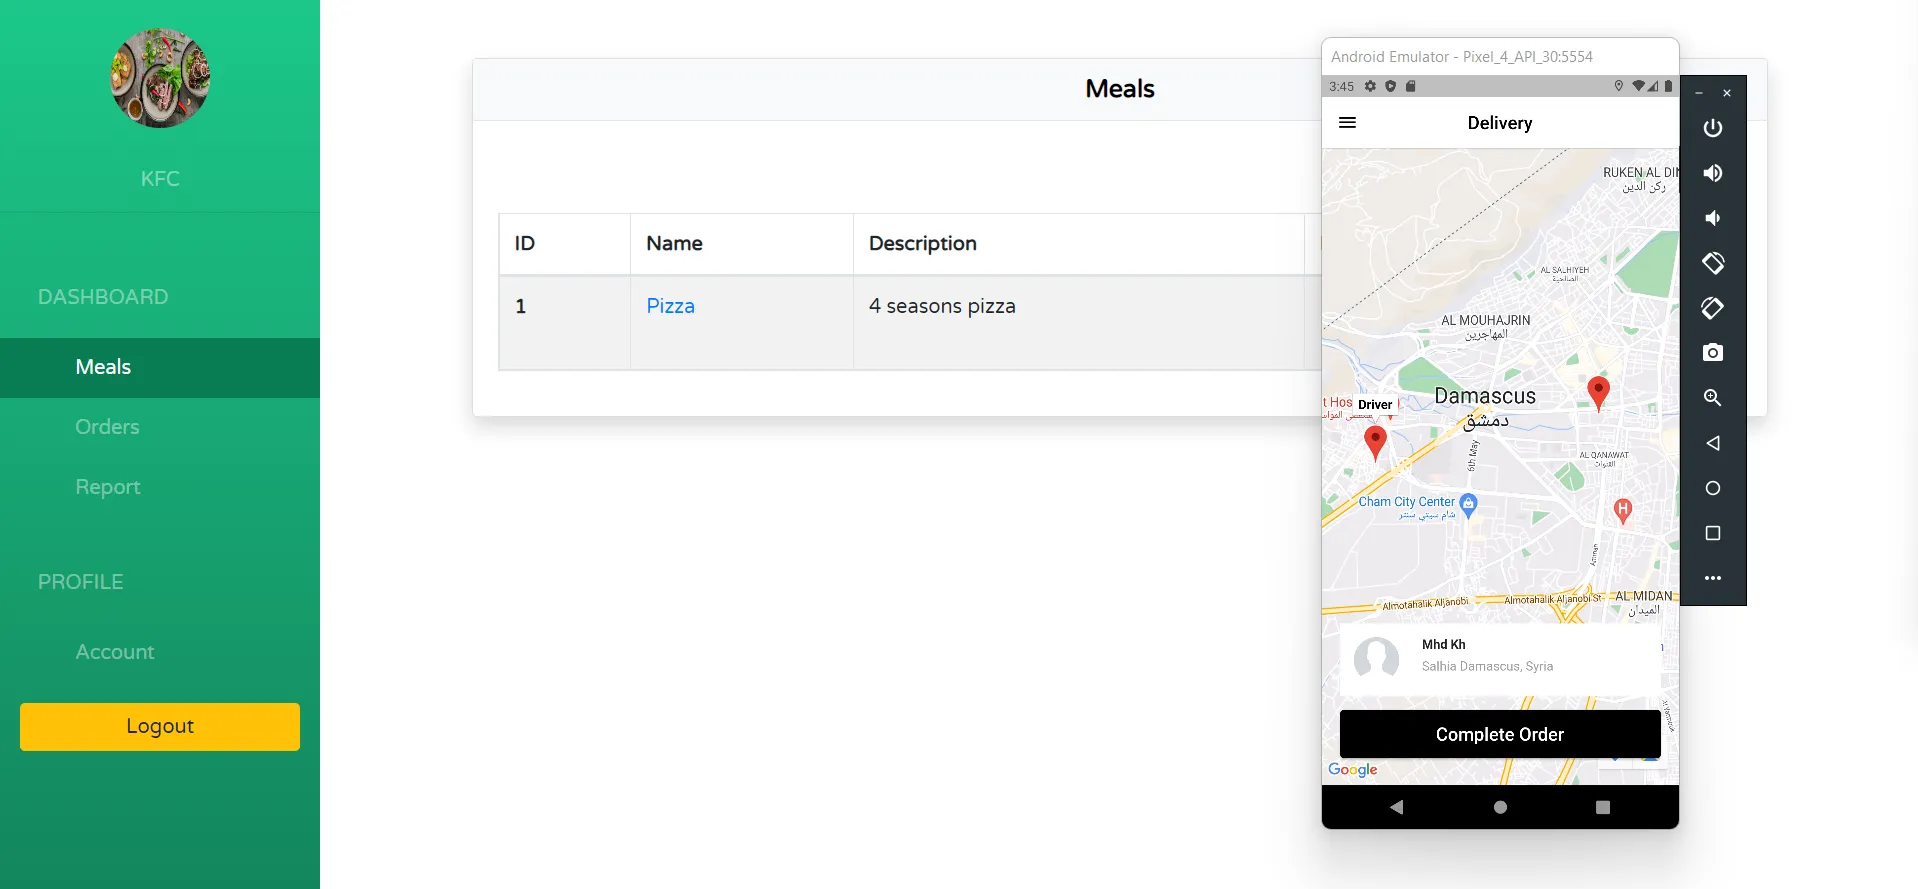 KFC
DASHBOARD
Meals
Orders
Report
PROFILE
Account
Logout
Meals
ID Name Description
1 Pizza 4 seasons pizza
Android Emulator - Pixel_4_API_30:5554
3:45
Delivery
RUKEN AL DIN
ركن الدين
AL SALHIYEH
الصالحية
AL MOUHAJRIN
المهاجرين
Damascus
دمشق
Driver
6th May
AL QANAWAT
القنوات
Cham City Center
شام سيتي سنتر
H
Almotahalik Aljanobi
Almotahalik Aljanobi St
AL MIDAN
الميدان
Mhd Kh
Salhia Damascus, Syria
Complete Order
Google